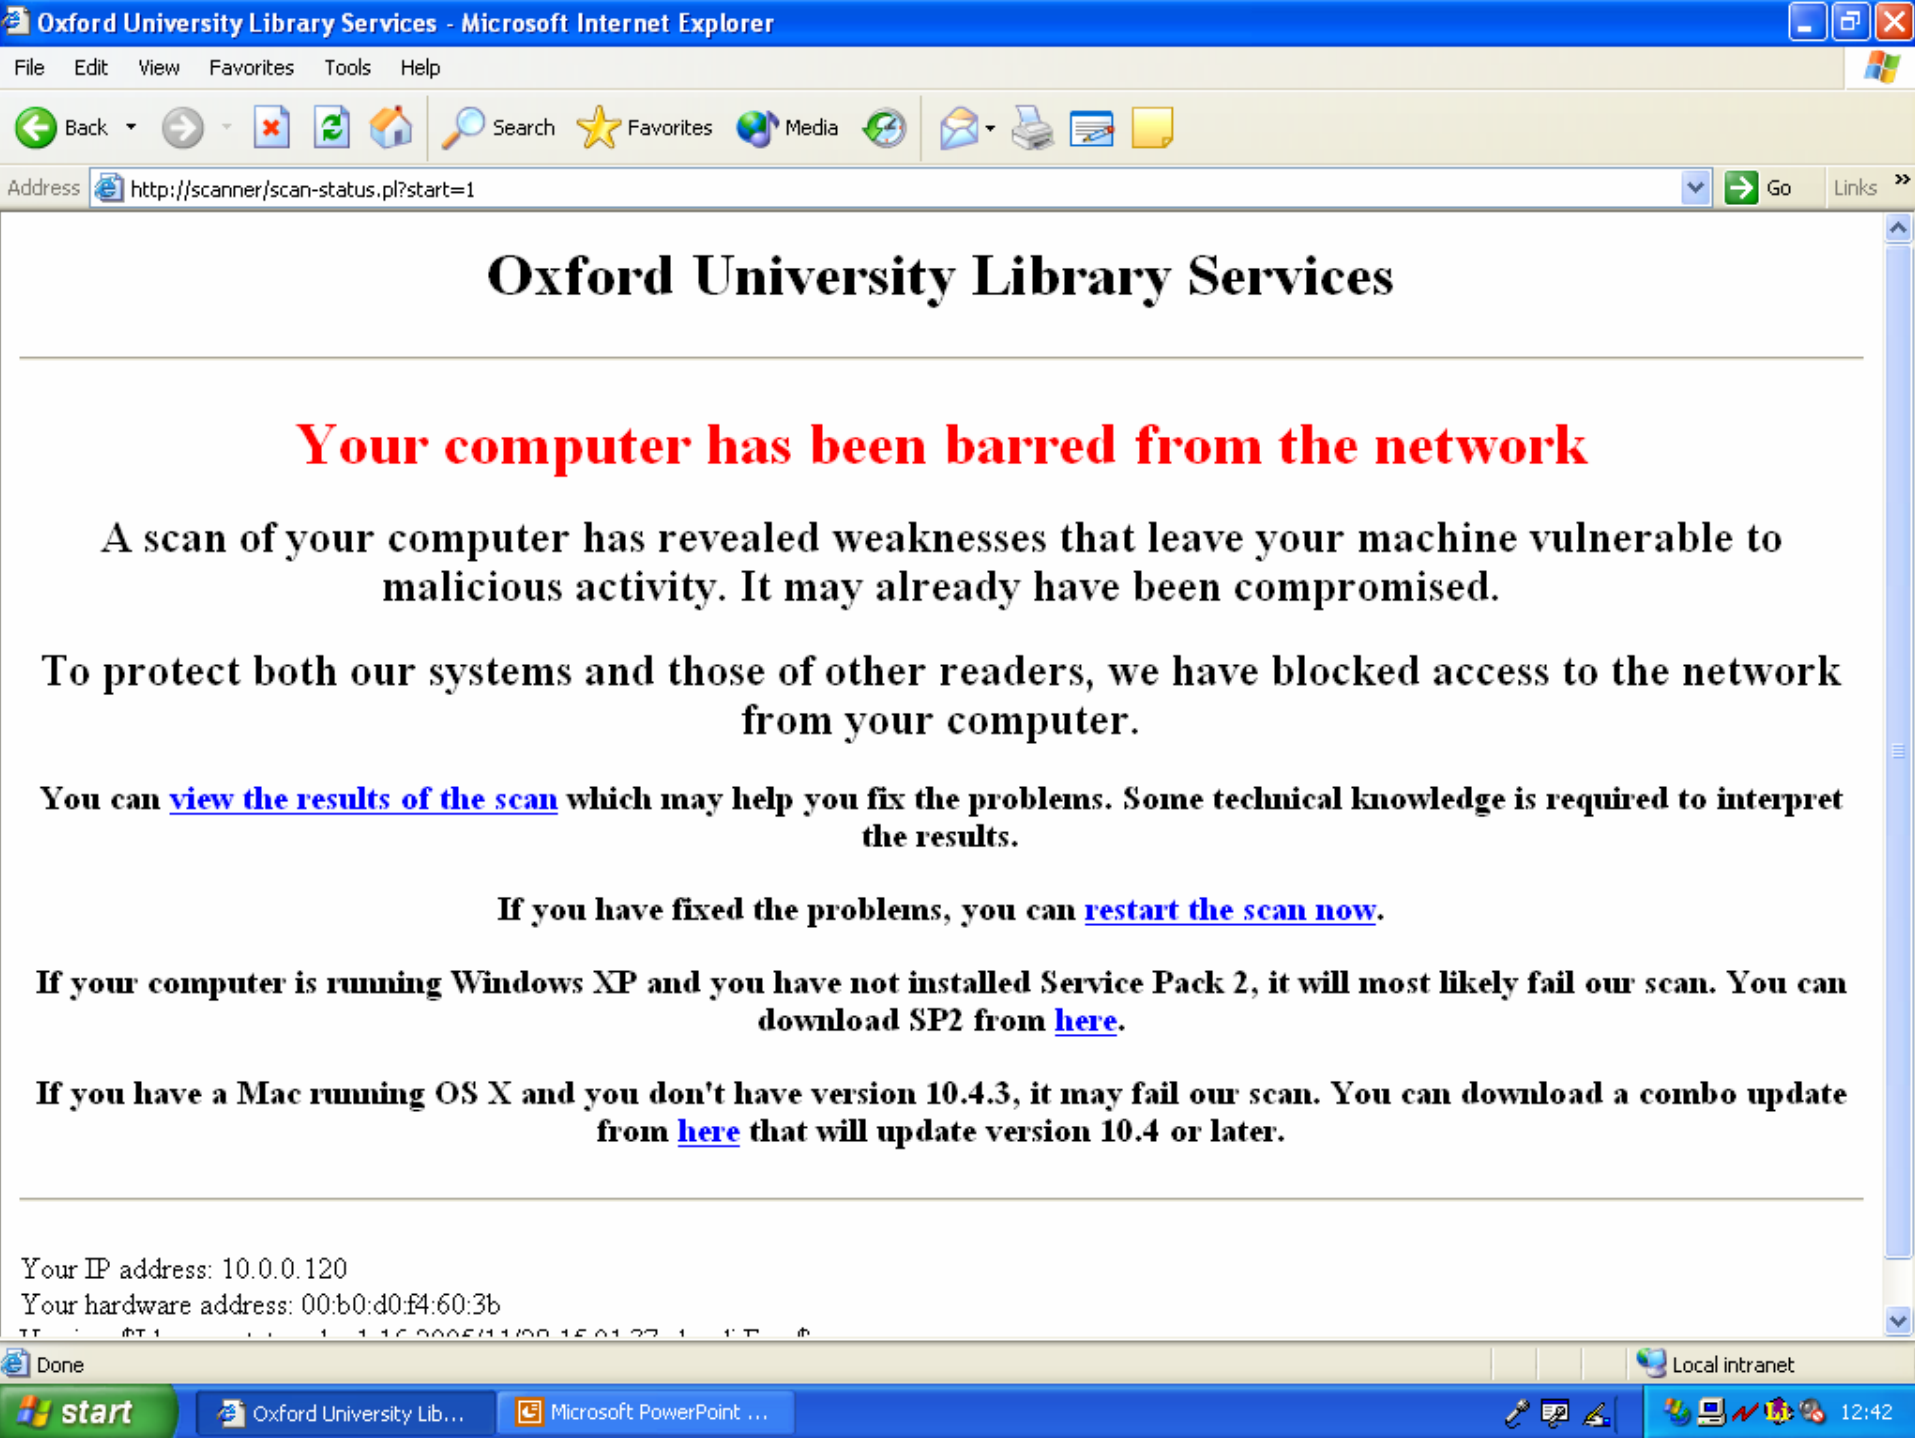 Oxford University Library Services - Microsoft Internet Explorer
File Edit View Favorites Tools Help
Back Search Favorites Media
Address http://scanner/scan-status.pl?start=1 Go Links »
Oxford University Library Services
Your computer has been barred from the network
A scan of your computer has revealed weaknesses that leave your machine vulnerable to
malicious activity. It may already have been compromised.
To protect both our systems and those of other readers, we have blocked access to the network
from your computer.
You can view the results of the scan which may help you fix the problems. Some technical knowledge is required to interpret
the results.
If you have fixed the problems, you can restart the scan now.
If your computer is running Windows XP and you have not installed Service Pack 2, it will most likely fail our scan. You can
download SP2 from here.
If you have a Mac running OS X and you don't have version 10.4.3, it may fail our scan. You can download a combo update
from here that will update version 10.4 or later.
Your IP address: 10.0.0.120
Your hardware address: 00:b0:d0:f4:60:3b
Done Local intranet
start Oxford University Lib... Microsoft PowerPoint ... 12:42